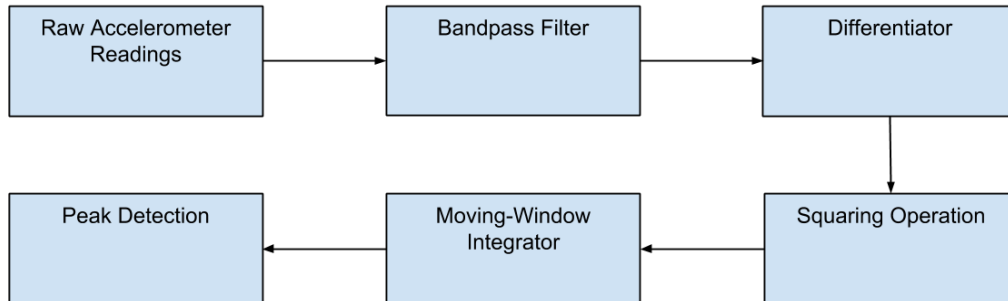 Raw Accelerometer
Readings
Bandpass Filter
Differentiator
Squaring Operation
Moving-Window
Integrator
Peak Detection